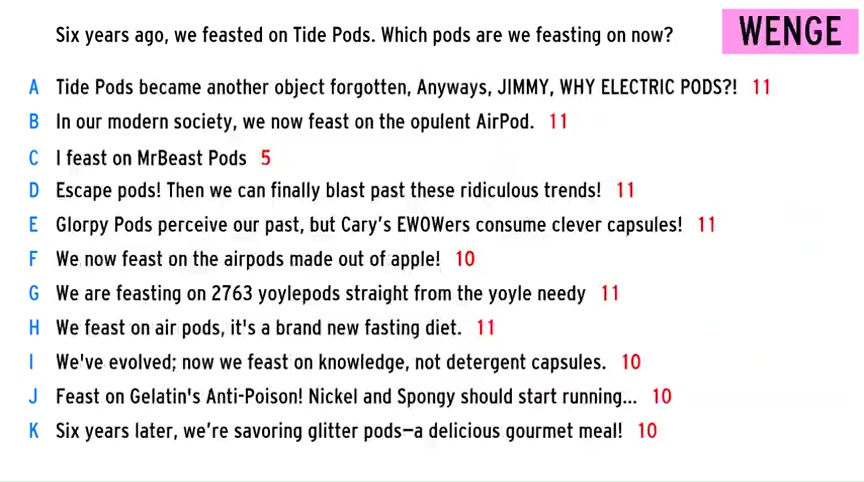 Six years ago, we feasted on Tide Pods. Which pods are we feasting on now?
WENGE
A Tide Pods became another object forgotten, Anyways, JIMMY, WHY ELECTRIC PODS?! 11
B In our modern society, we now feast on the opulent AirPod. 11
C I feast on MrBeast Pods 5
D Escape pods! Then we can finally blast past these ridiculous trends! 11
E Glorpy Pods perceive our past, but Cary's EWOWers consume clever capsules! 11
F We now feast on the airpods made out of apple! 10
G We are feasting on 2763 yoylepods straight from the yoyle needy 11
H We feast on air pods, it's a brand new fasting diet. 11
I We've evolved; now we feast on knowledge, not detergent capsules. 10
J Feast on Gelatin's Anti-Poison! Nickel and Spongy should start running... 10
K Six years later, we're savoring glitter pods—a delicious gourmet meal! 10